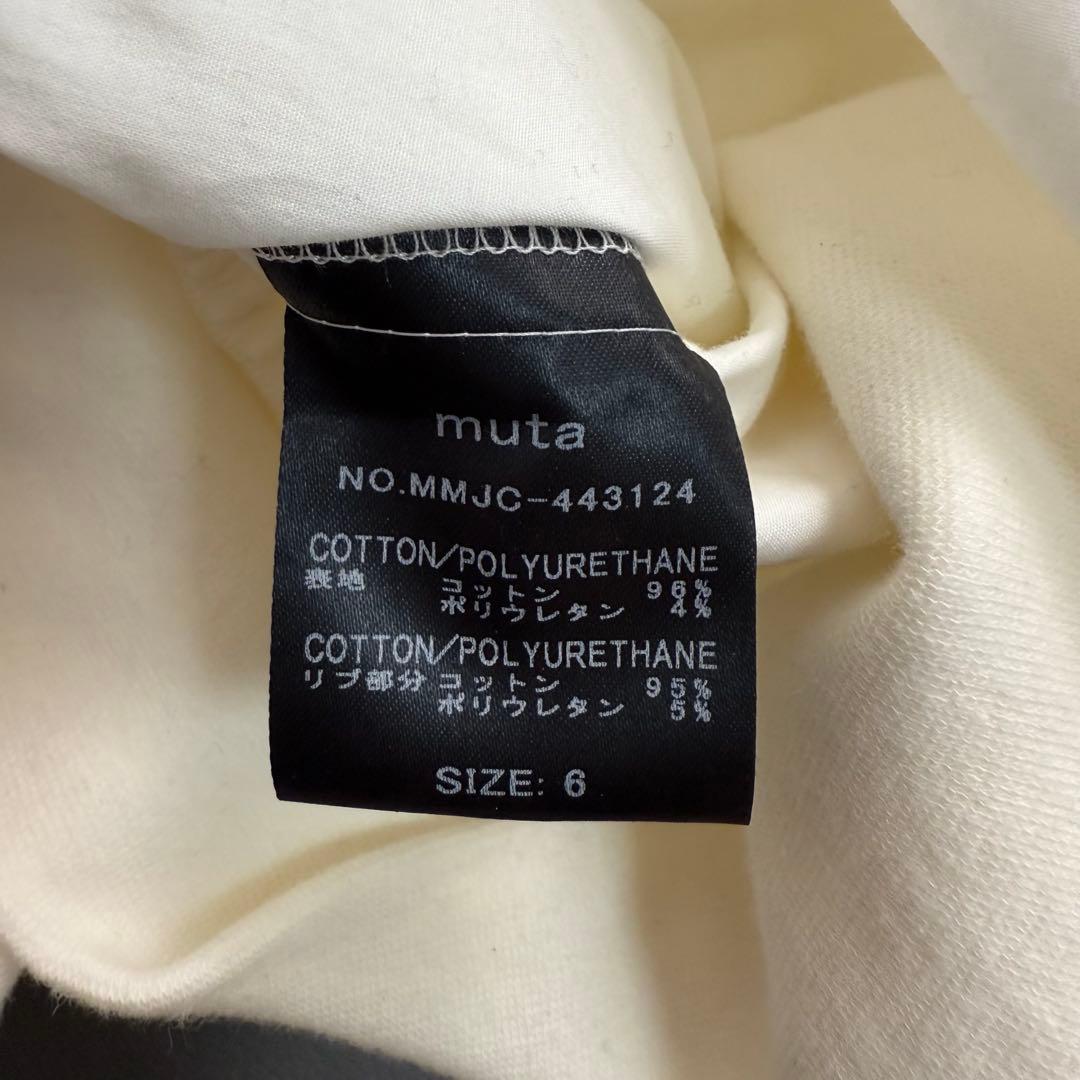 muta
NO.MMJC-443124
COTTON/POLYURETHANE
表地 コットン 96%
ポリウレタン 4%
COTTON/POLYURETHANE
リブ部分 コットン 95%
ポリウレタン 5%
SIZE: 6